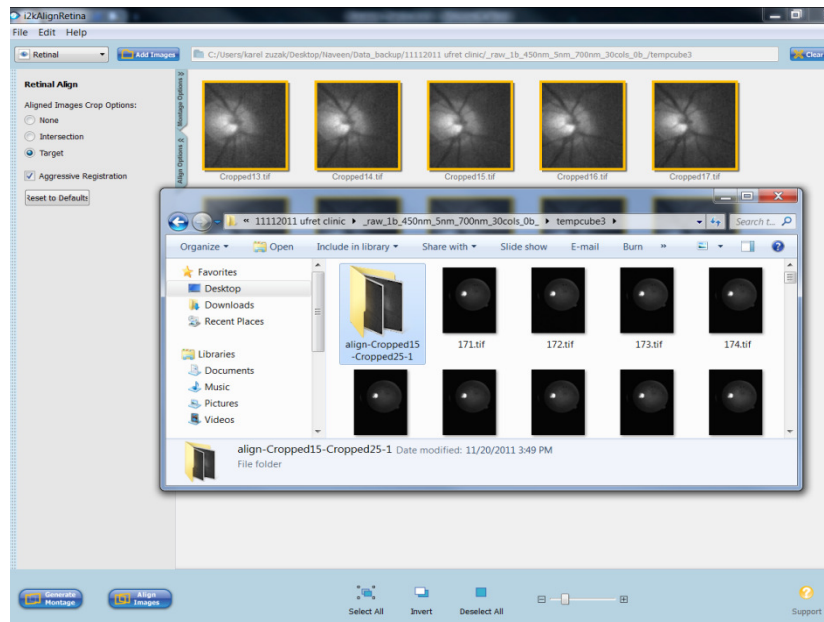 i2kAlignRetina
File Edit Help
Retinal
Add Images
C:/Users/karel zuzak/Desktop/Naveen/Data_backup/11112011 ufret clinic/_raw_1b_450nm_5nm_700nm_30cols_0b_/tempcube3
Clear
Retinal Align
Aligned Images Crop Options:
None
Intersection
Target
Aggressive Registration
Reset to Defaults
Montage Options
Align Options
Cropped13.tif Cropped14.tif Cropped15.tif Cropped16.tif Cropped17.tif
« 11112011 ufret clinic _raw_1b_450nm_5nm_700nm_30cols_0b_ tempcube3
Search t...
Organize Open Include in library Share with Slide show E-mail Burn »
Favorites
Desktop
Downloads
Recent Places
Libraries
Documents
Music
Pictures
Videos
align-Cropped15
-Cropped25-1
171.tif 172.tif 173.tif 174.tif
align-Cropped15-Cropped25-1 Date modified: 11/20/2011 3:49 PM
File folder
Generate
Montage
Align
Images
Select All Invert Deselect All
Support